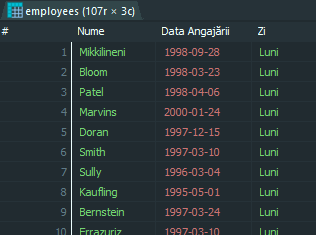 employees (107r × 3c)
# Nume Data Angajării Zi
1 Mikkilineni 1998-09-28 Luni
2 Bloom 1998-03-23 Luni
3 Patel 1998-04-06 Luni
4 Marvins 2000-01-24 Luni
5 Doran 1997-12-15 Luni
6 Smith 1997-03-10 Luni
7 Sully 1996-03-04 Luni
8 Kaufling 1995-05-01 Luni
9 Bernstein 1997-03-24 Luni
10 Errazuriz 1997-03-10 Luni